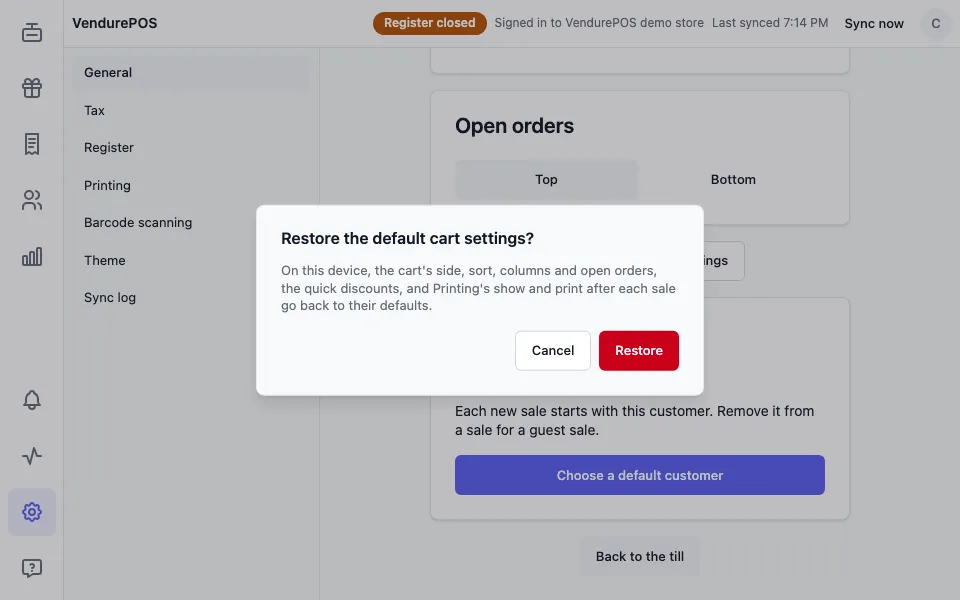 VendurePOS
Register closed
Signed in to VendurePOS demo store
Last synced 7:14 PM
Sync now
C
General
Tax
Register
Printing
Barcode scanning
Theme
Sync log
Open orders
Top
Bottom
Restore the default cart settings?
On this device, the cart's side, sort, columns and open orders,
the quick discounts, and Printing's show and print after each sale
go back to their defaults.
Cancel
Restore
Each new sale starts with this customer. Remove it from
a sale for a guest sale.
Choose a default customer
Back to the till